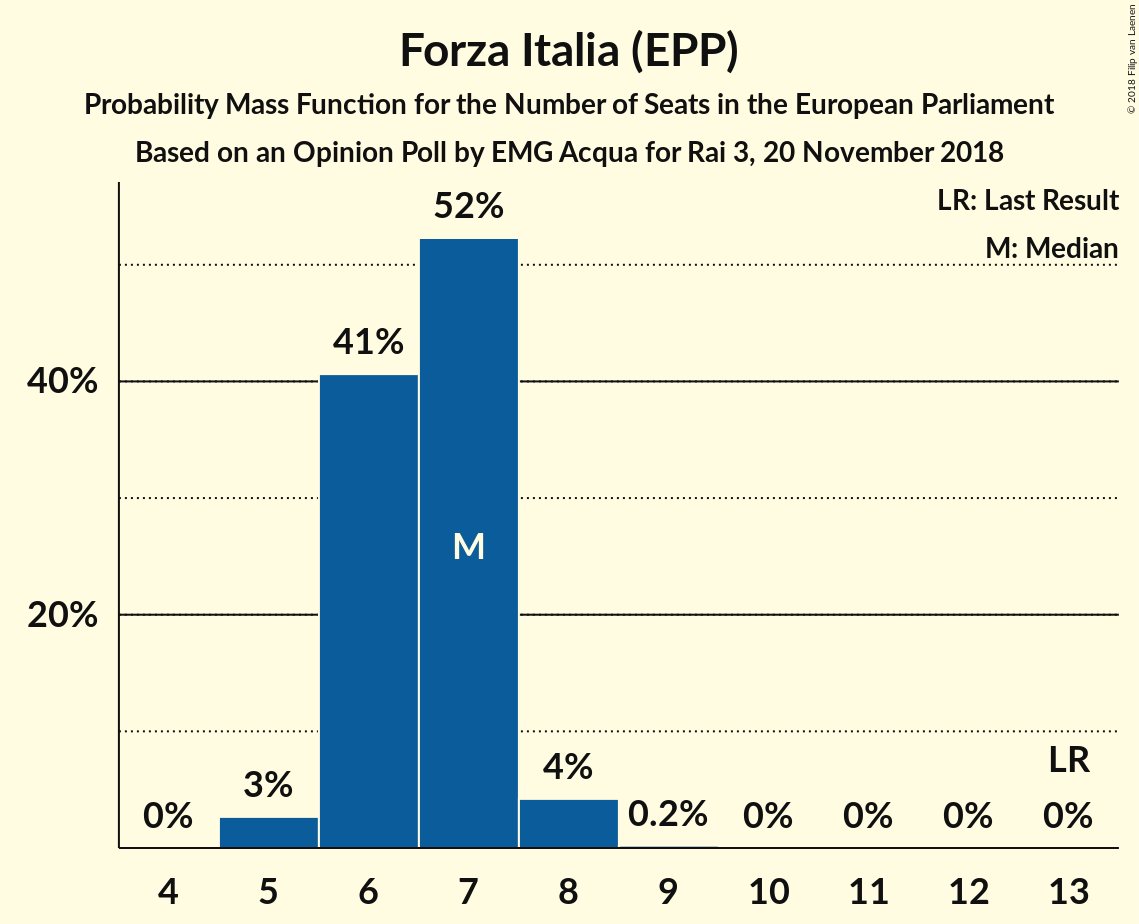 Forza Italia (EPP)
Probability Mass Function for the Number of Seats in the European Parliament
Based on an Opinion Poll by EMG Acqua for Rai 3, 20 November 2018
© 2018 Filip van Laenen
LR: Last Result
M: Median
52%
41%
40%
M
20%
LR
4%
3%
0%
0.2%
0%
0%
0%
0%
4
5
6
7
8
9
10
11
12
13